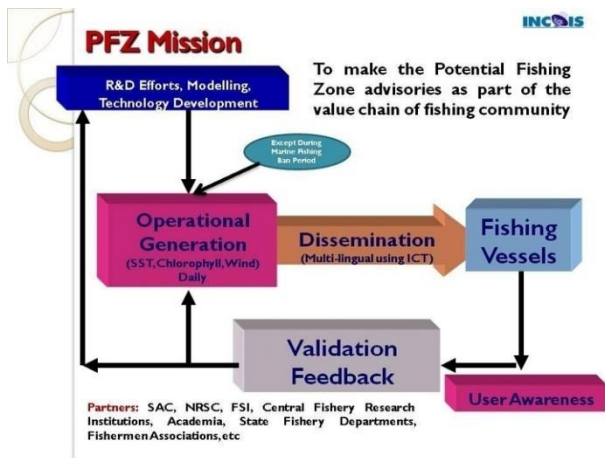 INCOIS
PFZ Mission
R&D Efforts, Modelling,
Technology Development
To make the Potential Fishing
Zone advisories as part of the
value chain of fishing community
Except During
Marine Fishing
Ban Period
Operational
Generation
(SST, Chlorophyll, Wind)
Daily
Dissemination
(Multi-lingual using ICT)
Fishing
Vessels
Validation
Feedback
User Awareness
Partners: SAC, NRSC, FSI, Central Fishery Research
Institutions, Academia, State Fishery Departments,
Fishermen Associations, etc